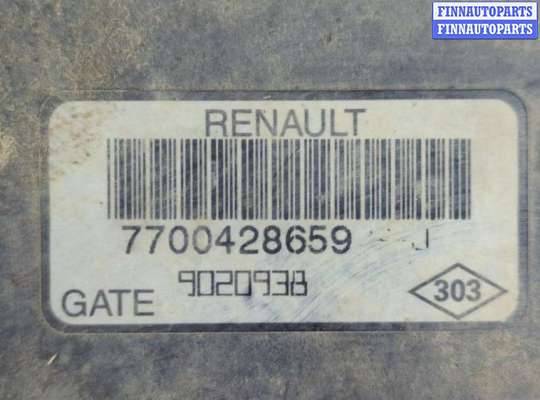 FINNAUTOPARTS
FINNAUTOPARTS
RENAULT
7700428659 J
9020938
GATE
303